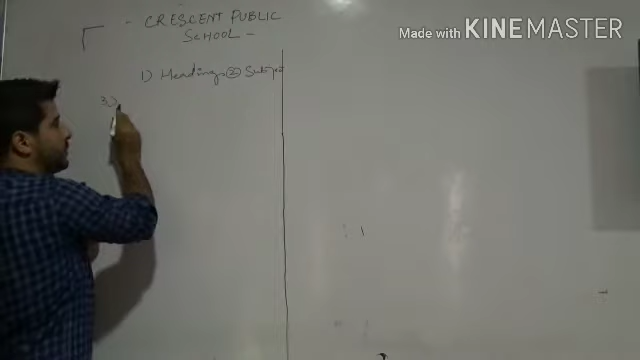 - CRESCENT PUBLIC
SCHOOL -
1) Heading ② Subject
3)
Made with KINEMASTER